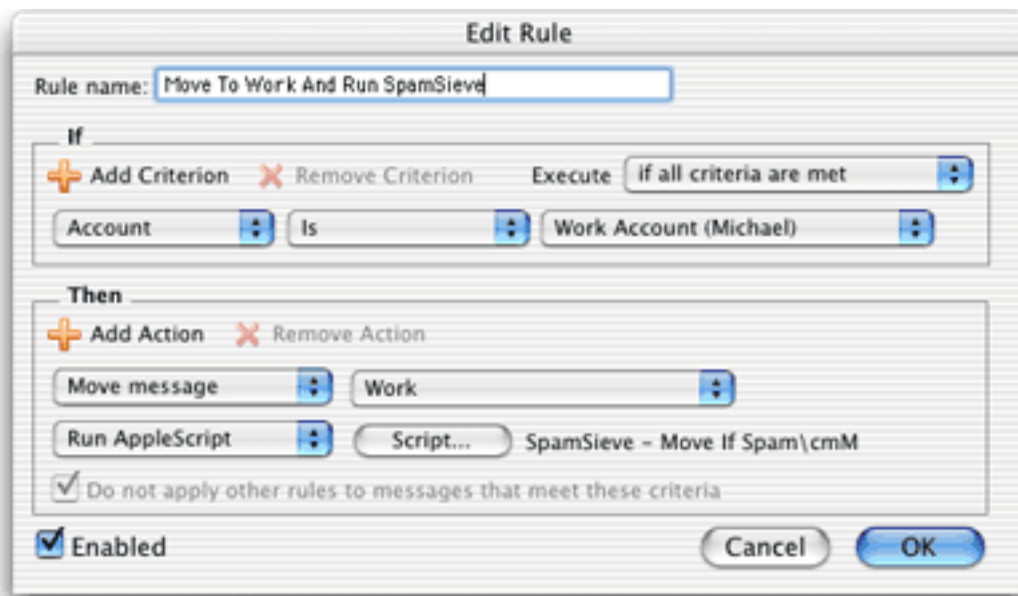 Edit Rule
Rule name: Move To Work And Run SpamSieve
If
Add Criterion Remove Criterion Execute if all criteria are met
Account Is Work Account (Michael)
Then
Add Action Remove Action
Move message Work
Run AppleScript Script... SpamSieve – Move If Spam\cmM
Do not apply other rules to messages that meet these criteria
Enabled Cancel OK